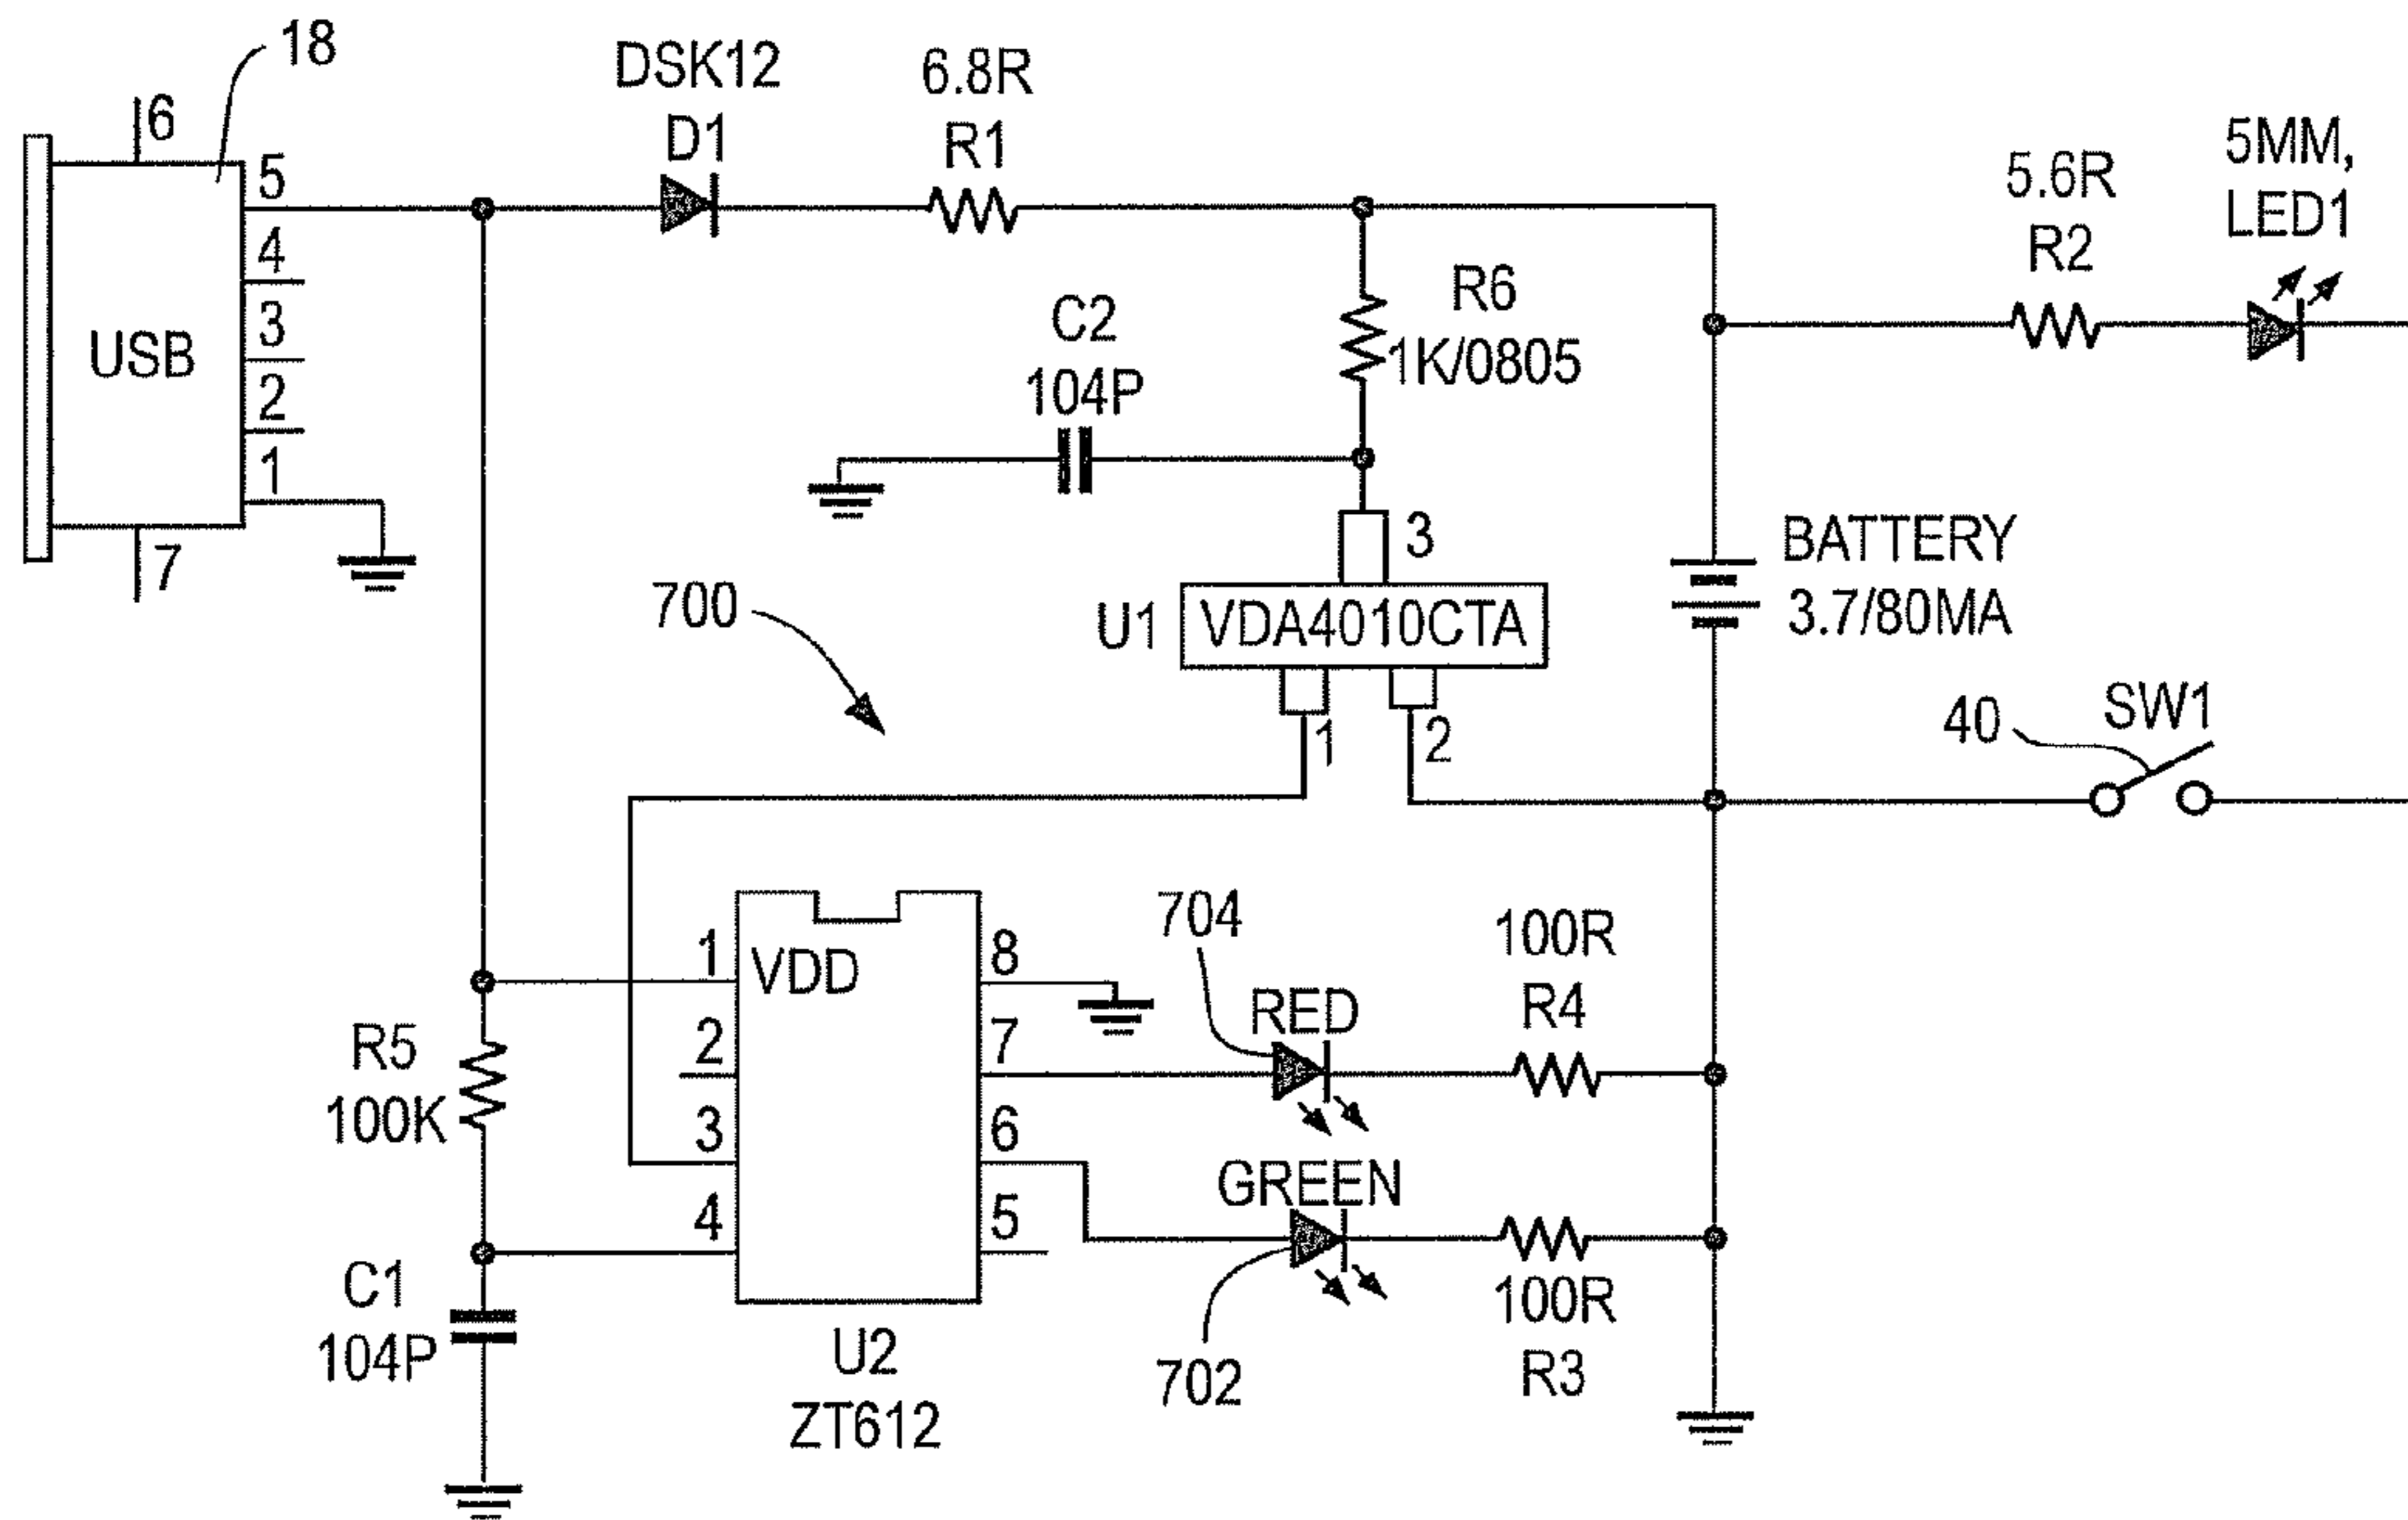 18
DSK12
D1
6.8R
R1
6
5
4
3
2
1
7
USB
5.6R
R2
5MM,
LED1
R6
1K/0805
C2
104P
3
U1
VDA4010CTA
1
2
BATTERY
3.7/80MA
700
40
SW1
1
2
3
4
VDD
8
7
6
5
704
RED
100R
R4
R5
100K
GREEN
702
100R
R3
C1
104P
U2
ZT612